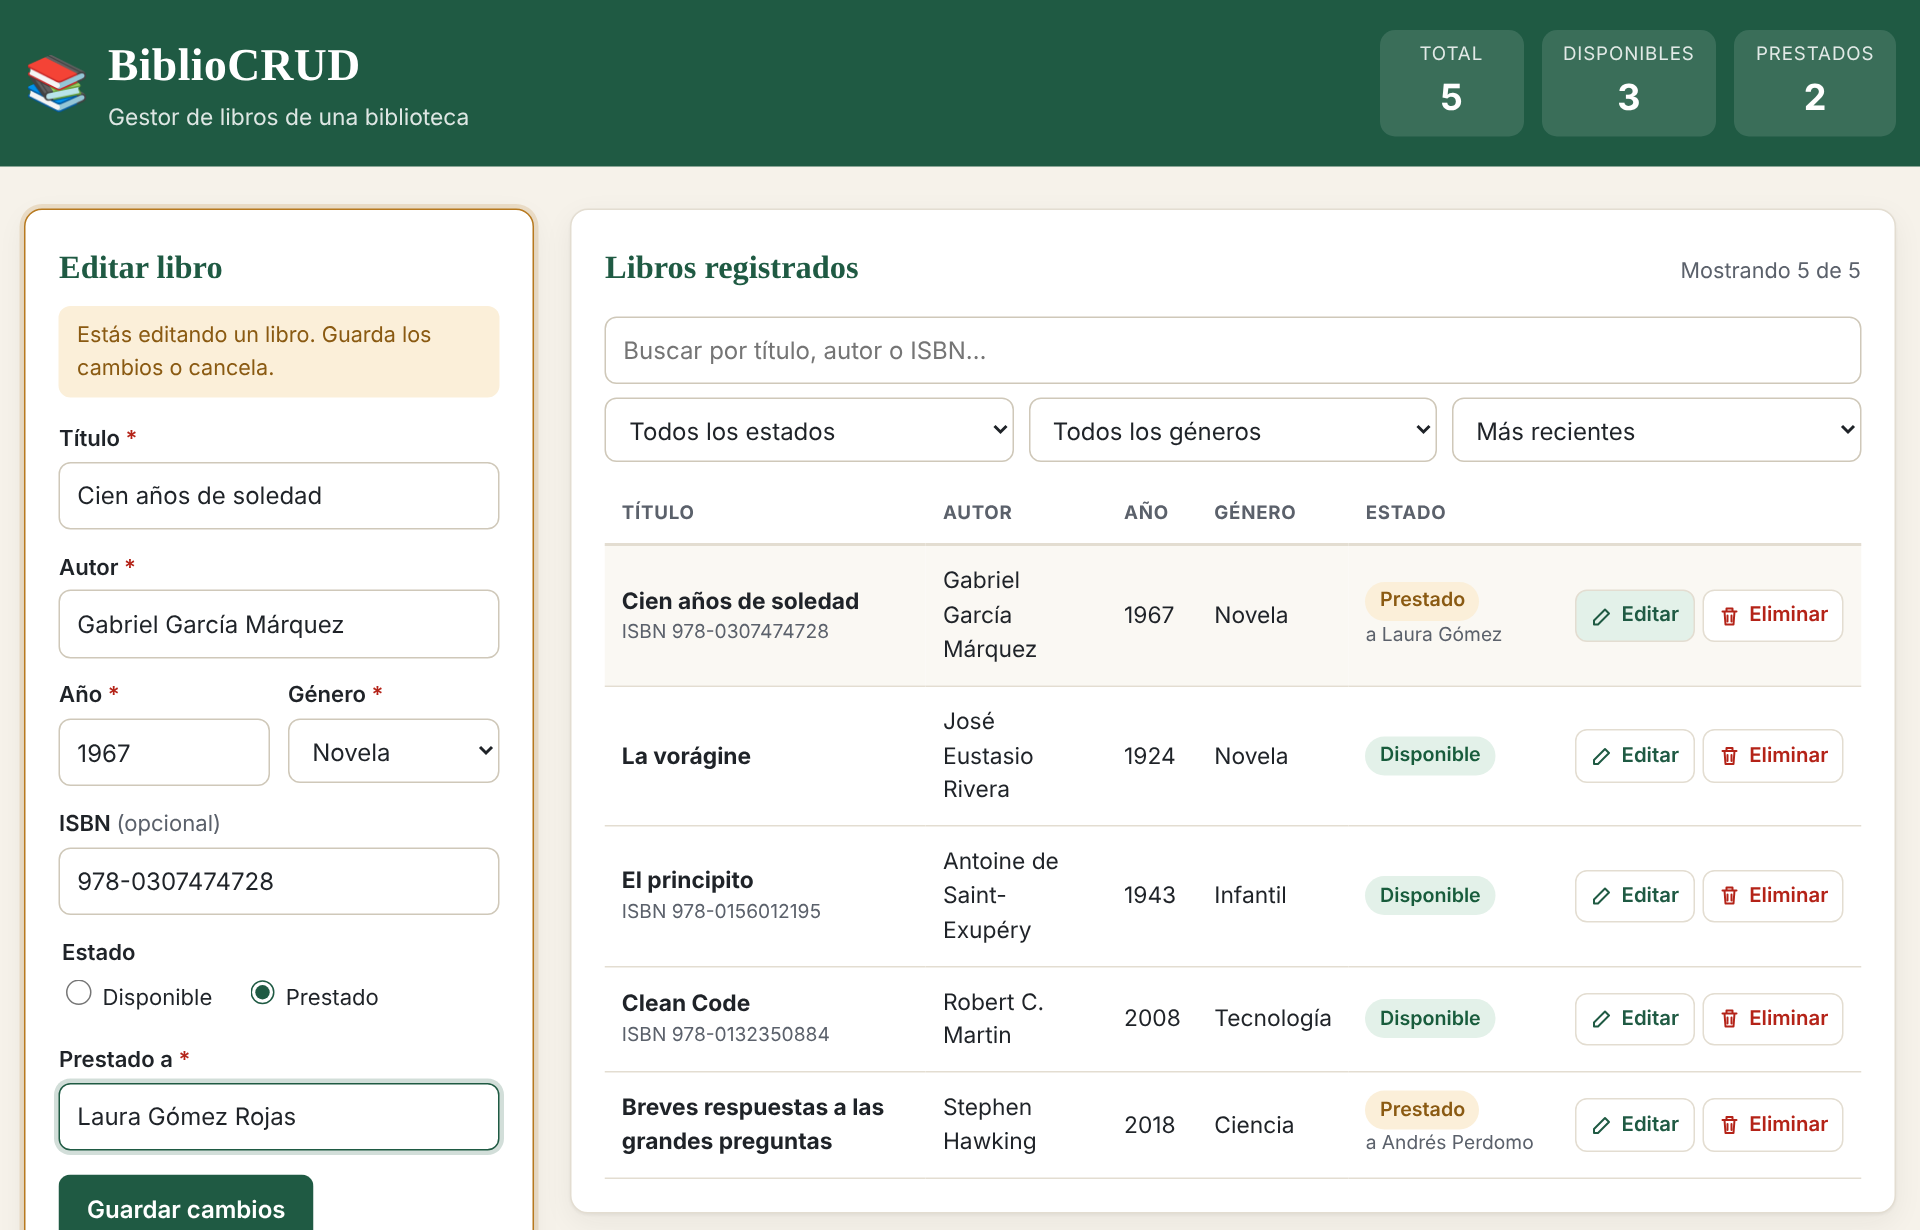 BiblioCRUD
Gestor de libros de una biblioteca
TOTAL
5
DISPONIBLES
3
PRESTADOS
2
Editar libro
Estás editando un libro. Guarda los
cambios o cancela.
Título *
Cien años de soledad
Autor *
Gabriel García Márquez
Año *
1967
Género *
Novela
ISBN (opcional)
978-0307474728
Estado
Disponible
Prestado
Prestado a *
Laura Gómez Rojas
Guardar cambios
Libros registrados
Mostrando 5 de 5
Buscar por título, autor o ISBN...
Todos los estados
Todos los géneros
Más recientes
TÍTULO
AUTOR
AÑO
GÉNERO
ESTADO
Cien años de soledad
ISBN 978-0307474728
Gabriel
García
Márquez
1967
Novela
Prestado
a Laura Gómez
Editar
Eliminar
La vorágine
José
Eustasio
Rivera
1924
Novela
Disponible
Editar
Eliminar
El principito
ISBN 978-0156012195
Antoine de
Saint-
Exupéry
1943
Infantil
Disponible
Editar
Eliminar
Clean Code
ISBN 978-0132350884
Robert C.
Martin
2008
Tecnología
Disponible
Editar
Eliminar
Breves respuestas a las
grandes preguntas
Stephen
Hawking
2018
Ciencia
Prestado
a Andrés Perdomo
Editar
Eliminar